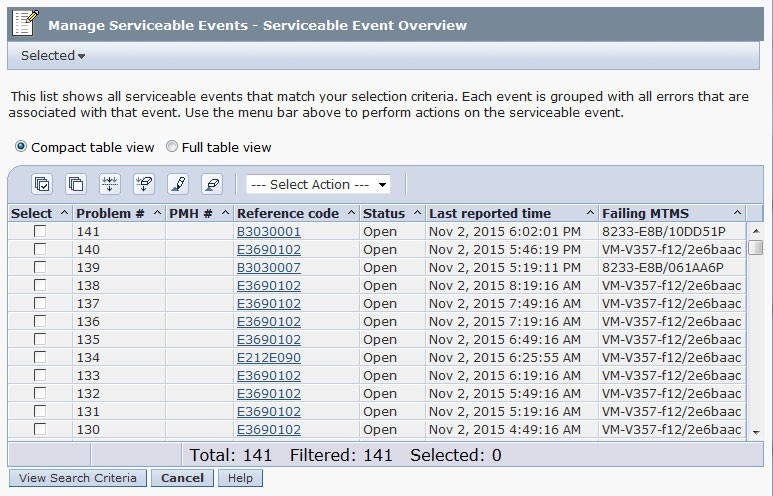 Manage Serviceable Events - Serviceable Event Overview
Selected
This list shows all serviceable events that match your selection criteria. Each event is grouped with all errors that are
associated with that event. Use the menu bar above to perform actions on the serviceable event.
Compact table view Full table view
--- Select Action ---
Select Problem # PMH # Reference code Status Last reported time Failing MTMS
141 B3030001 Open Nov 2, 2015 6:02:01 PM 8233-E8B/10DD51P
140 E3690102 Open Nov 2, 2015 5:46:19 PM VM-V357-f12/2e6baac
139 B3030007 Open Nov 2, 2015 5:19:11 PM 8233-E8B/061AA6P
138 E3690102 Open Nov 2, 2015 8:19:16 AM VM-V357-f12/2e6baac
137 E3690102 Open Nov 2, 2015 7:49:16 AM VM-V357-f12/2e6baac
136 E3690102 Open Nov 2, 2015 7:19:16 AM VM-V357-f12/2e6baac
135 E3690102 Open Nov 2, 2015 6:49:16 AM VM-V357-f12/2e6baac
134 E212E090 Open Nov 2, 2015 6:25:55 AM VM-V357-f12/2e6baac
133 E3690102 Open Nov 2, 2015 6:19:16 AM VM-V357-f12/2e6baac
132 E3690102 Open Nov 2, 2015 5:49:16 AM VM-V357-f12/2e6baac
131 E3690102 Open Nov 2, 2015 5:19:16 AM VM-V357-f12/2e6baac
130 E3690102 Open Nov 2, 2015 4:49:16 AM VM-V357-f12/2e6baac
Total: 141 Filtered: 141 Selected: 0
View Search Criteria Cancel Help